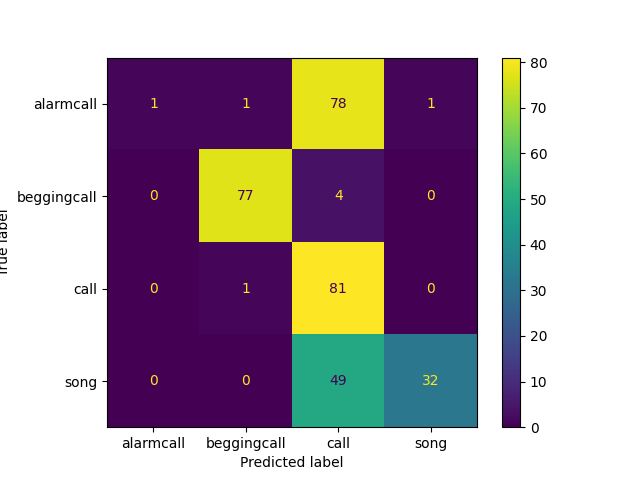 alarmcall 1 1 78 1
beggingcall 0 77 4 0
call 0 1 81 0
song 0 0 49 32
alarmcall beggingcall call song
Predicted label
True label
80
70
60
50
40
30
20
10
0